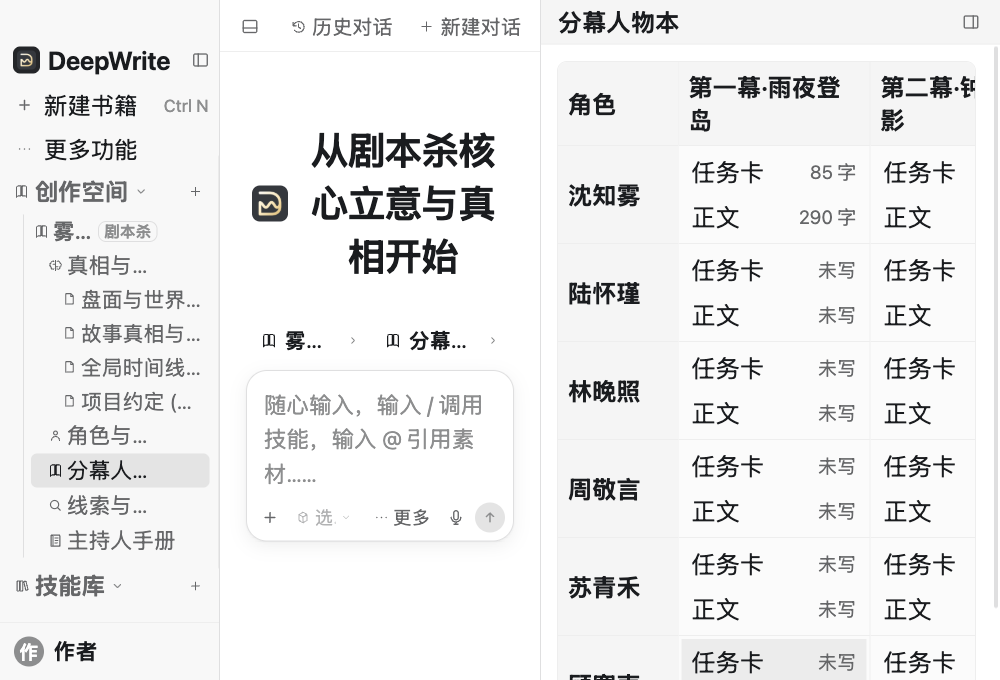 DeepWrite
新建书籍 Ctrl N
更多功能
创作空间
雾... 剧本杀
真相与...
盘面与世界...
故事真相与...
全局时间线...
项目约定 (...
角色与...
分幕人...
线索与...
主持人手册
技能库
作 作者
历史对话 新建对话
从剧本杀核
心立意与真
相开始
雾... 分幕...
随心输入，输入 / 调用
技能，输入 @ 引用素
材......
选 更多
分幕人物本
角色 第一幕·雨夜登岛 第二幕·钟影
沈知雾 任务卡 85 字 任务卡
正文 290 字 正文
陆怀瑾 任务卡 未写 任务卡
正文 未写 正文
林晚照 任务卡 未写 任务卡
正文 未写 正文
周敬言 任务卡 未写 任务卡
正文 未写 正文
苏青禾 任务卡 未写 任务卡
正文 未写 正文
任务卡 未写 任务卡